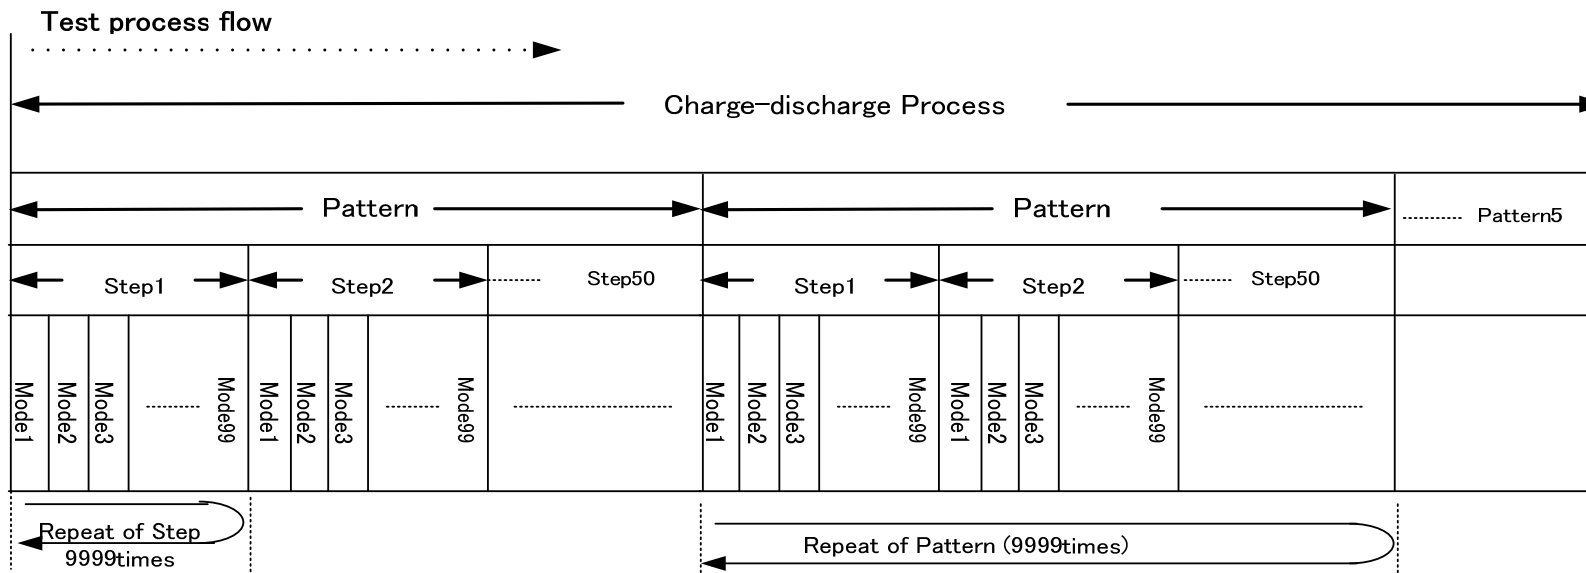 Test process flow
Charge-discharge Process
Pattern
Pattern
Pattern5
Step1
Step2
Step50
Step1
Step2
Step50
Mode1
Mode2
Mode3
Mode99
Mode1
Mode2
Mode3
Mode99
Mode1
Mode2
Mode3
Mode99
Mode1
Mode2
Mode3
Mode99
Repeat of Step
9999times
Repeat of Pattern (9999times)